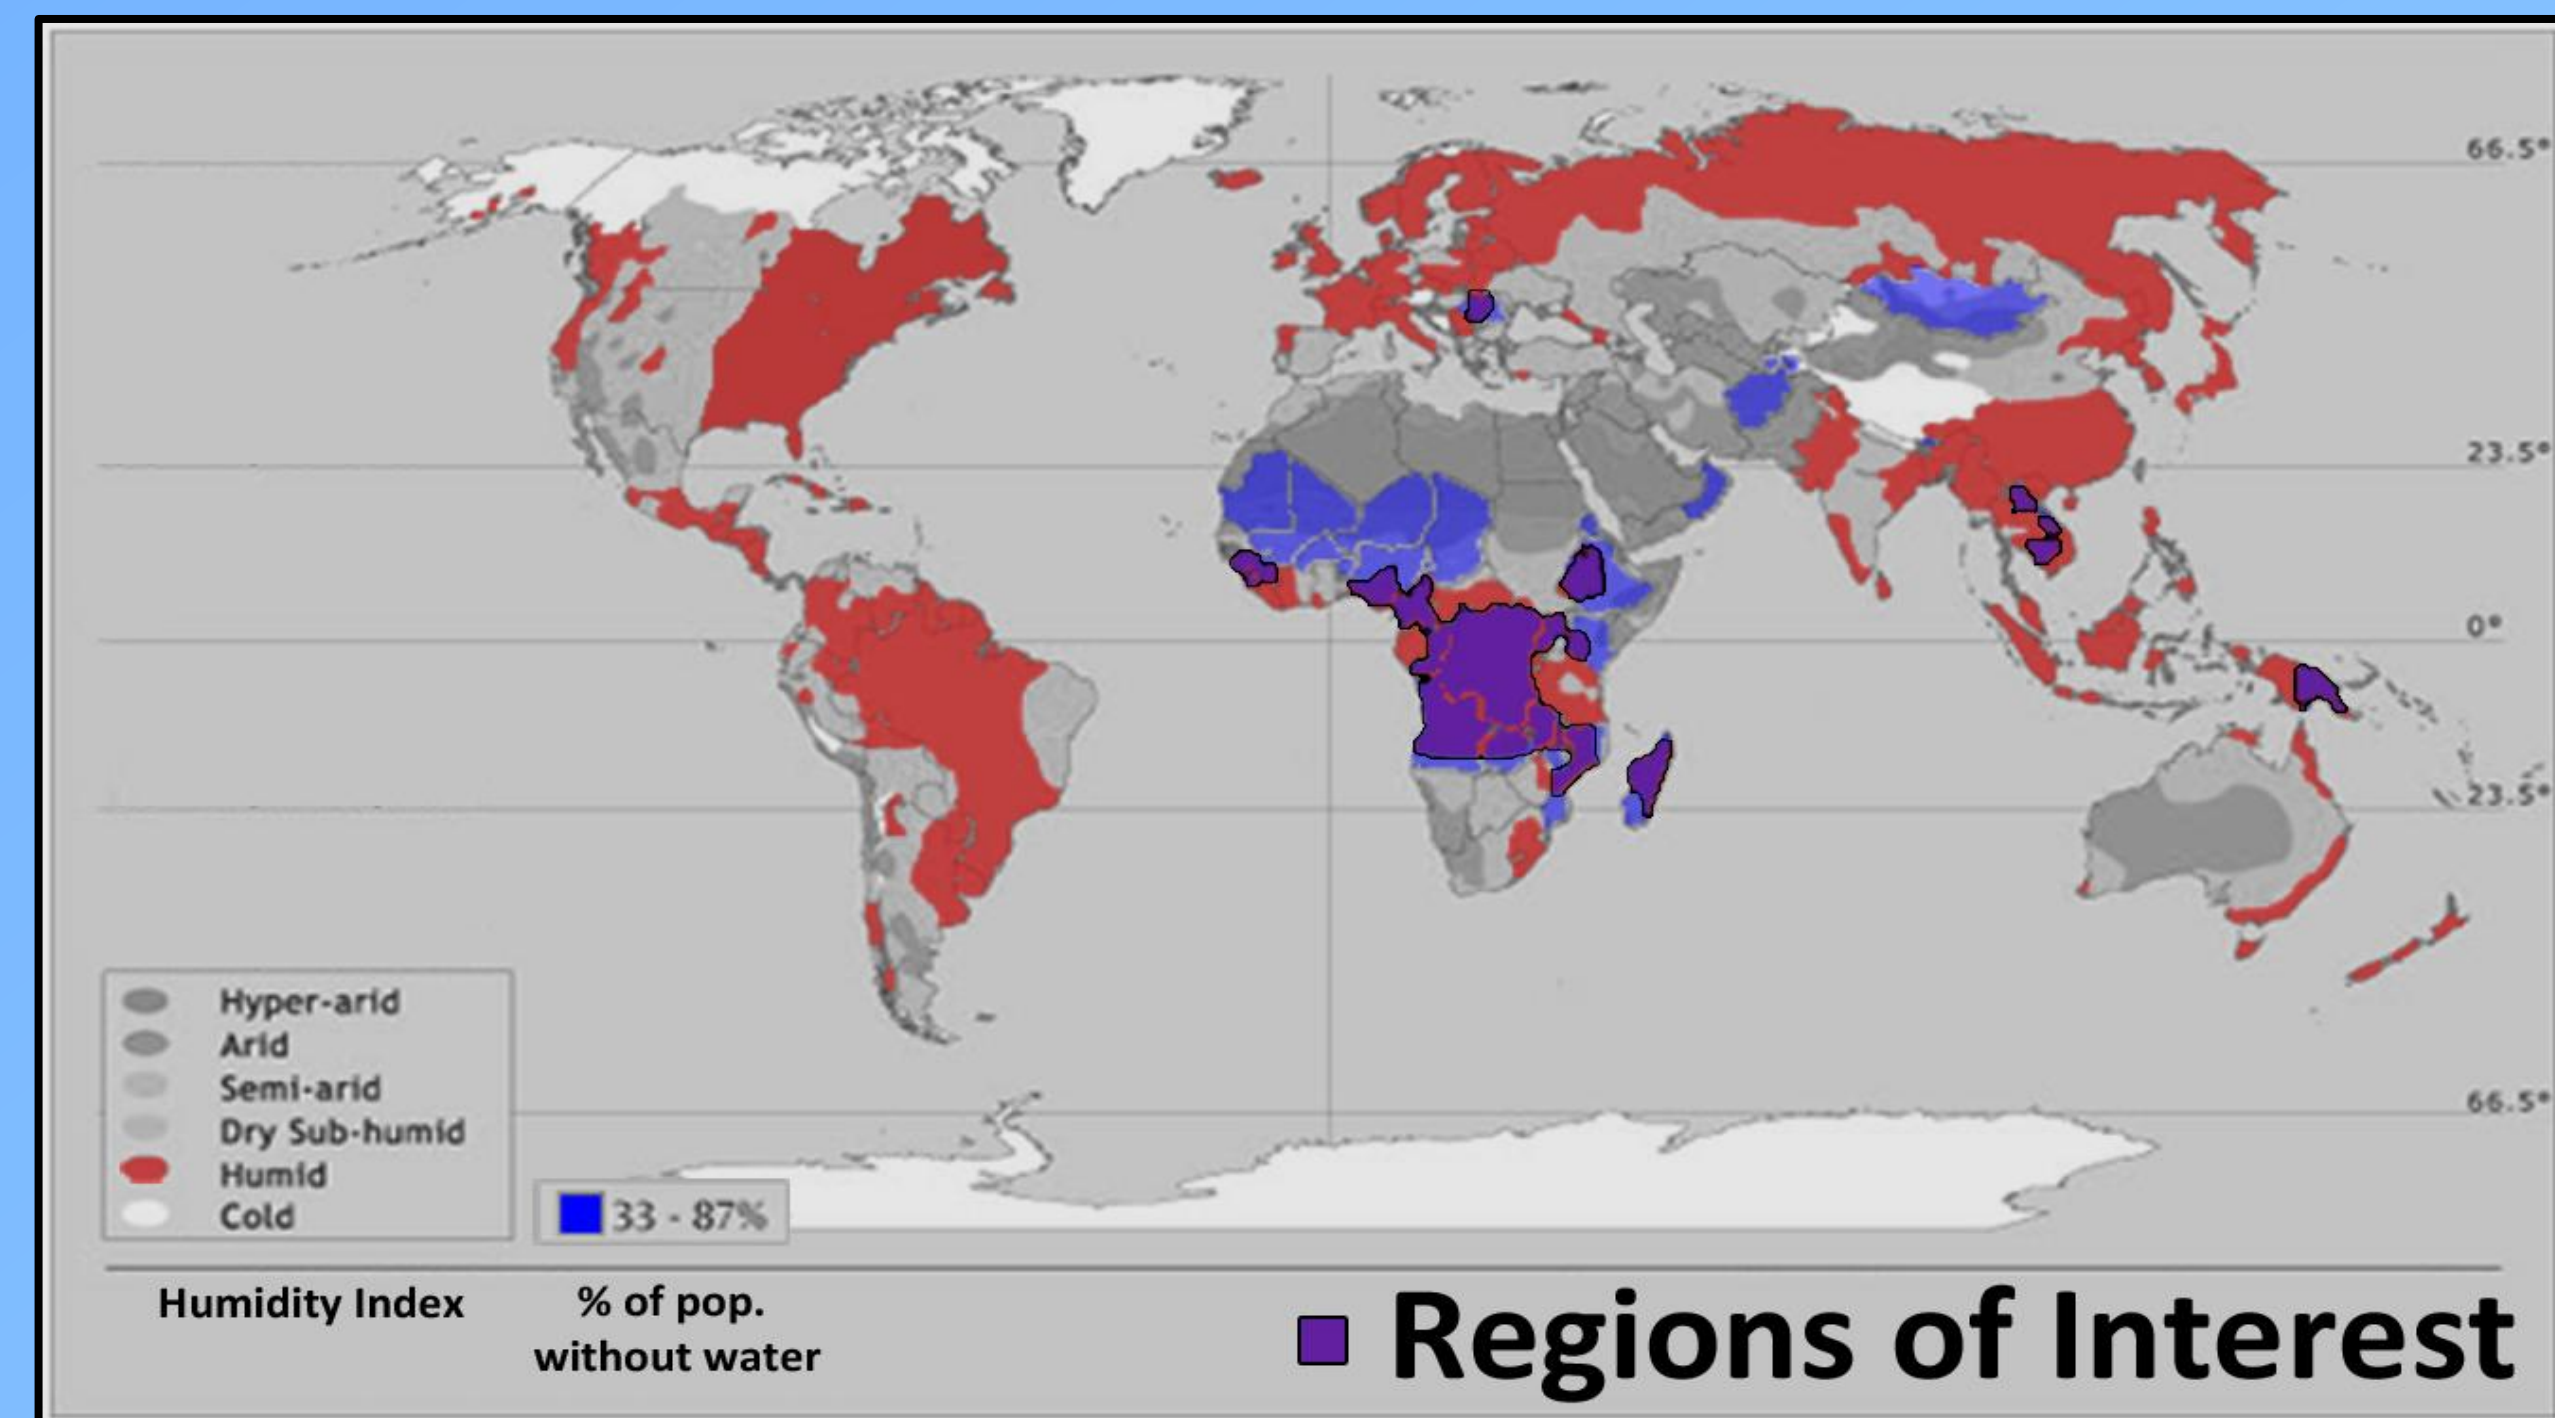 66.5°
23.5°
0°
23.5°
66.5°
Hyper-arid
Arid
Semi-arid
Dry Sub-humid
Humid
Cold
33 - 87%
Humidity Index
% of pop.
without water
Regions of Interest